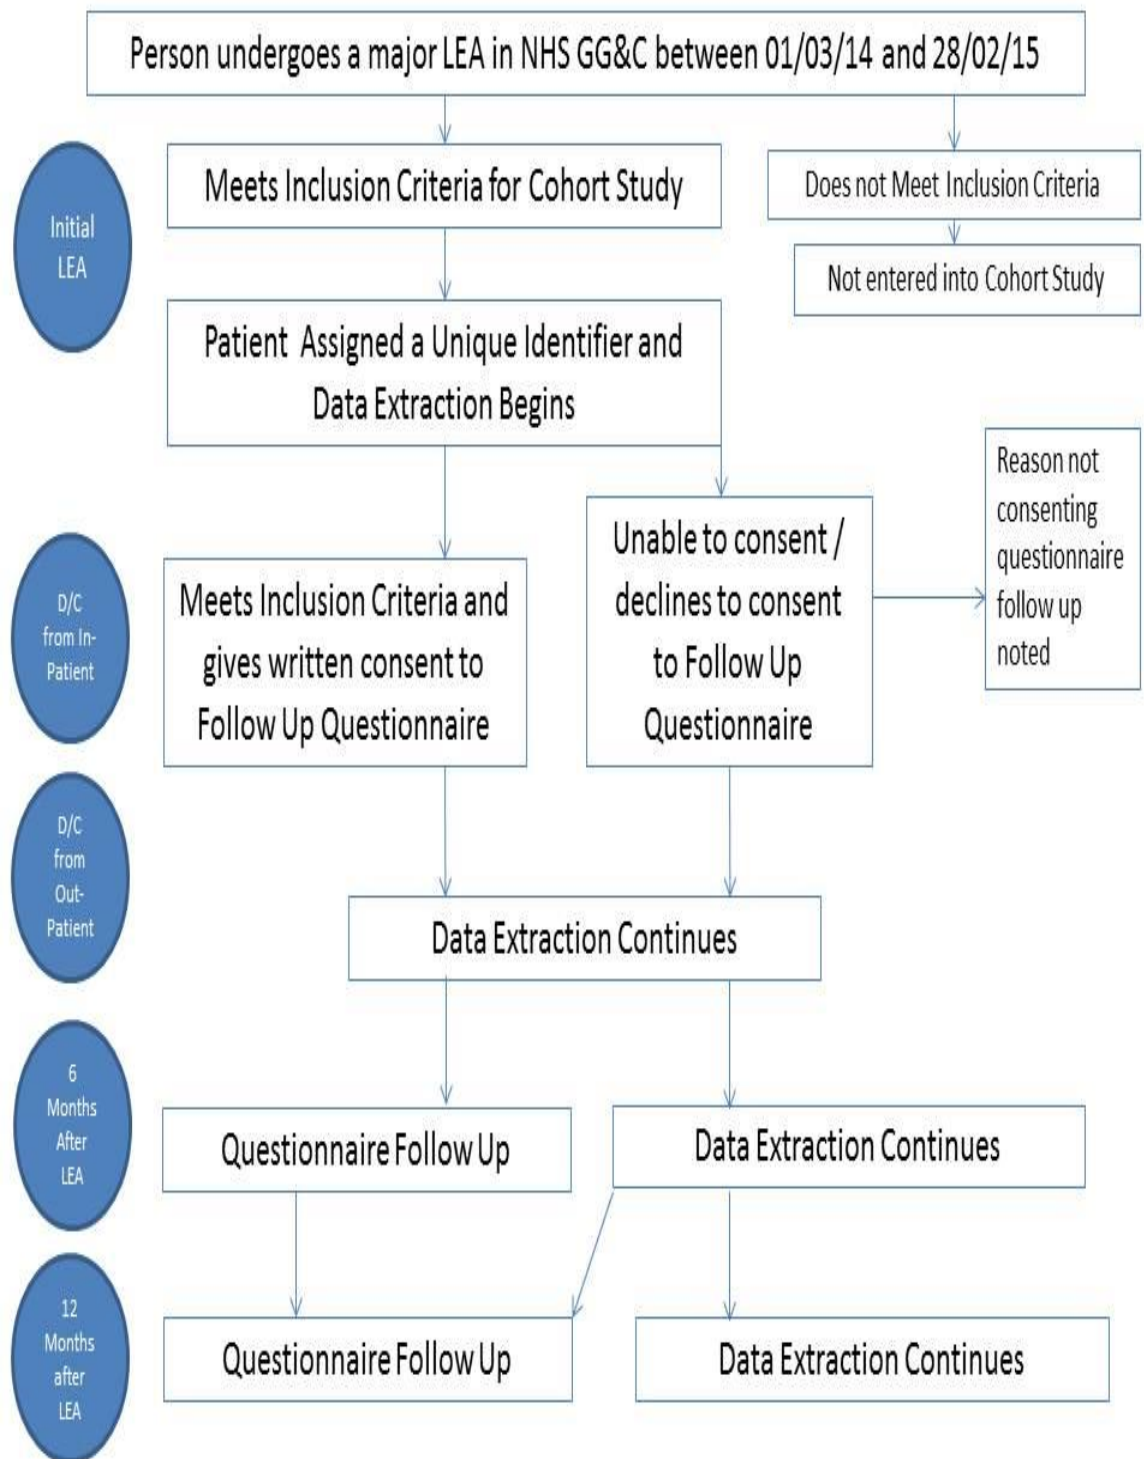 Person undergoes a major LEA in NHS GG&C between 01/03/14 and 28/02/15
Initial
LEA
Meets Inclusion Criteria for Cohort Study
Does not Meet Inclusion Criteria
Not entered into Cohort Study
Patient Assigned a Unique Identifier and
Data Extraction Begins
D/C
from In-
Patient
Meets Inclusion Criteria and
gives written consent to
Follow Up Questionnaire
Unable to consent /
declines to consent
to Follow Up
Questionnaire
Reason not
consenting
questionnaire
follow up
noted
D/C
from
Out-
Patient
Data Extraction Continues
6
Months
After
LEA
Questionnaire Follow Up
Data Extraction Continues
12
Months
after
LEA
Questionnaire Follow Up
Data Extraction Continues